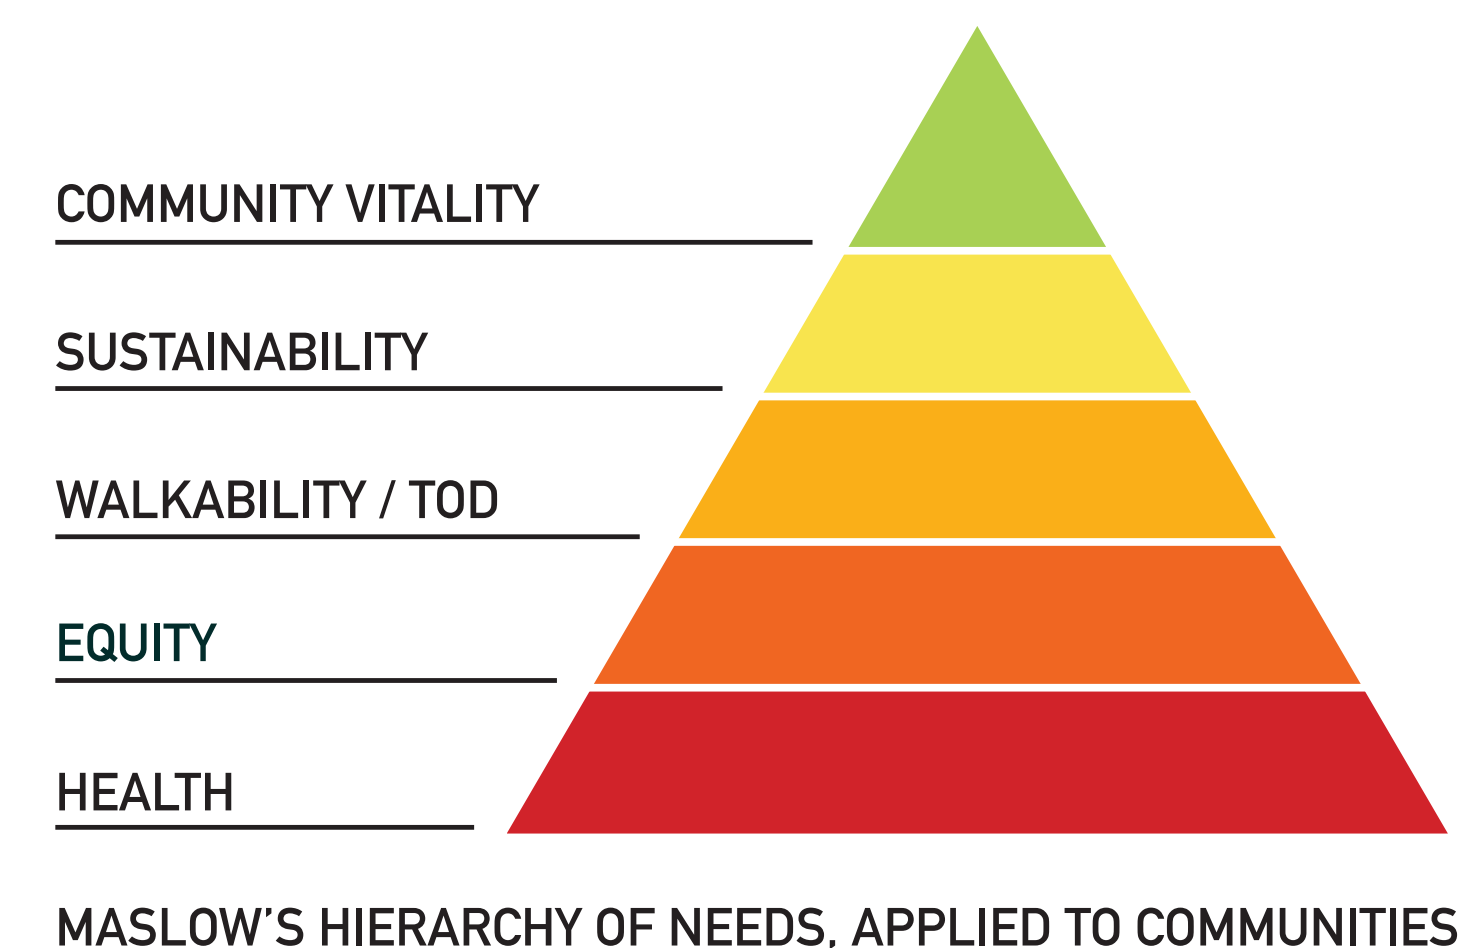 COMMUNITY VITALITY
SUSTAINABILITY
WALKABILITY / TOD
EQUITY
HEALTH
MASLOW'S HIERARCHY OF NEEDS, APPLIED TO COMMUNITIES